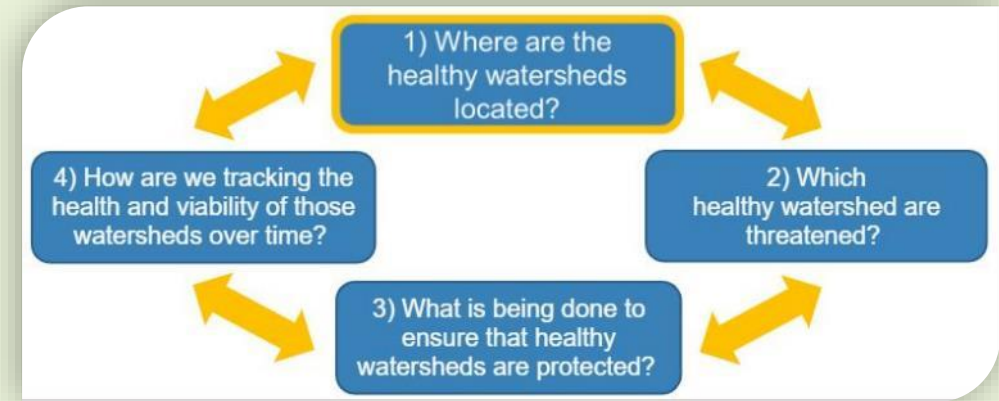 1) Where are the
healthy watersheds
located?
2) Which
healthy watershed are
threatened?
3) What is being done to
ensure that healthy
watersheds are protected?
4) How are we tracking the
health and viability of those
watersheds over time?